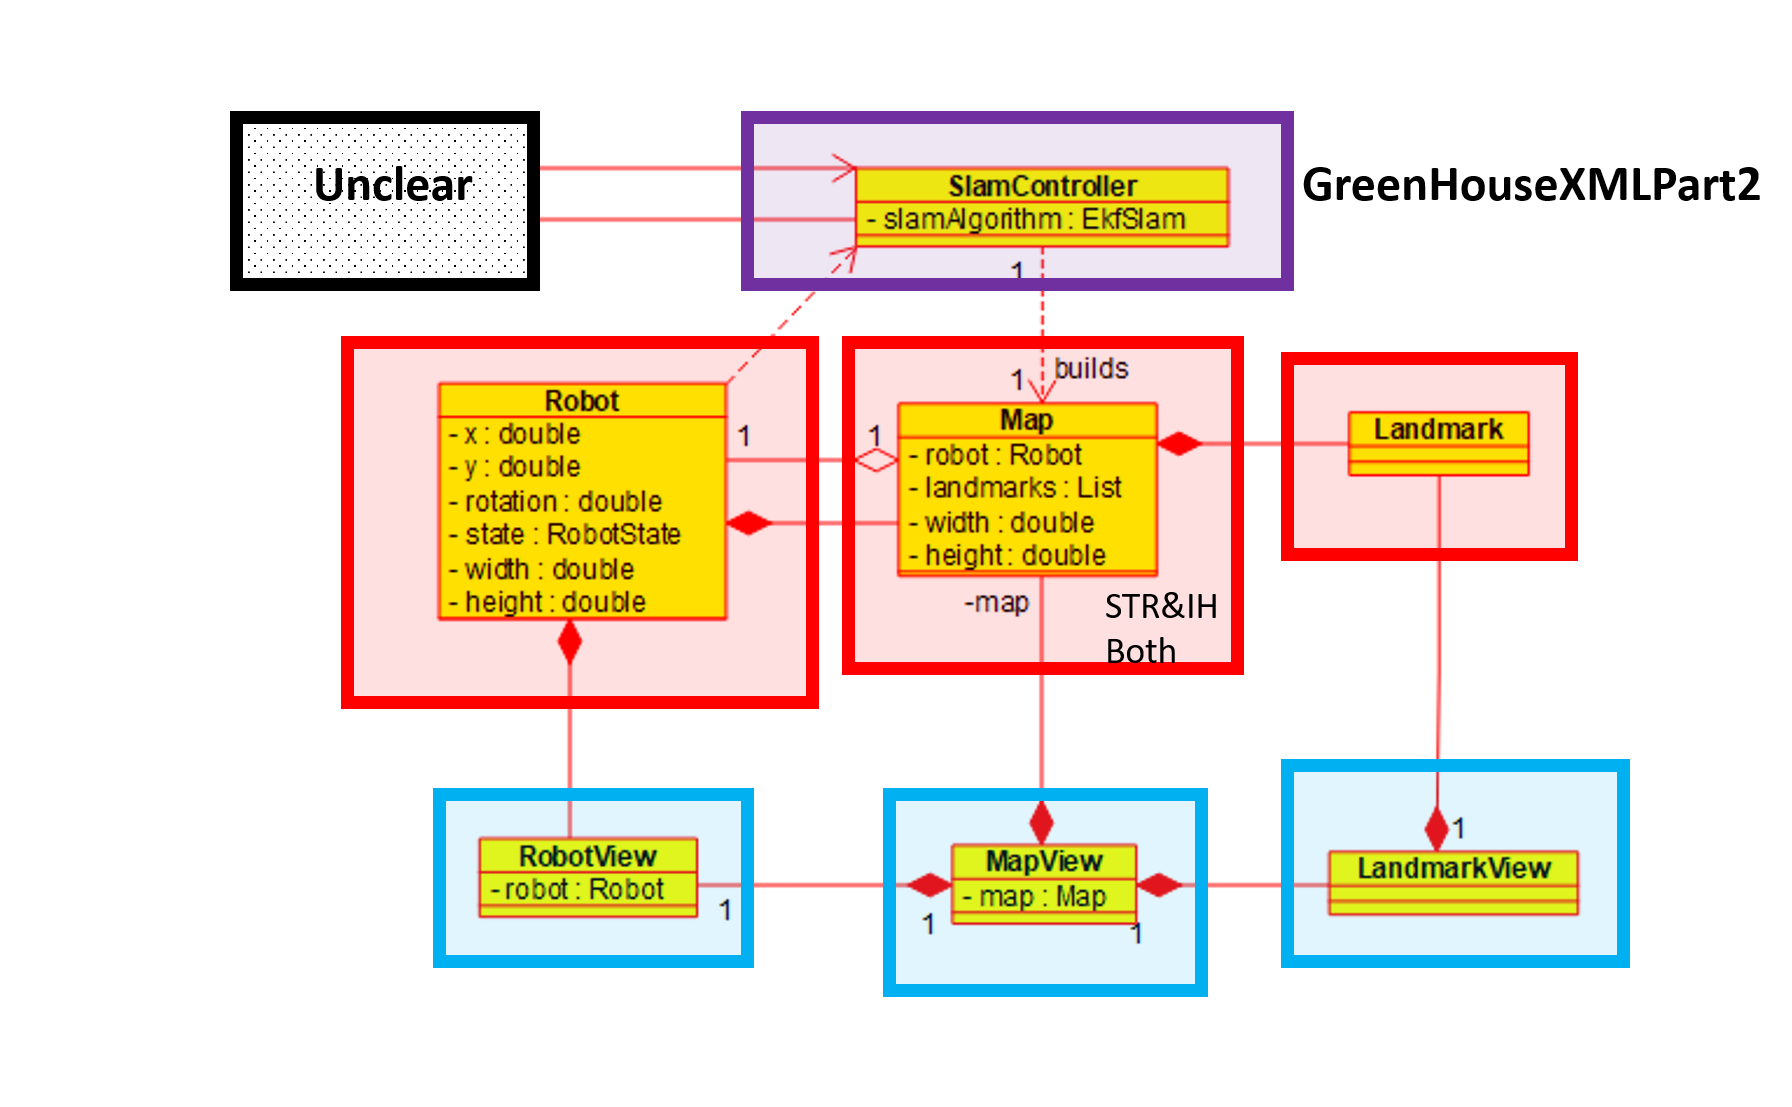 Unclear
SlamController
- slamAlgorithm : EkfSlam
GreenHouseXMLPart2
1
1
builds
Robot
- x : double
- y : double
- rotation : double
- state : RobotState
- width : double
- height : double
1
1
Map
- robot : Robot
- landmarks : List
- width : double
- height : double
-map
STR&IH
Both
Landmark
RobotView
- robot : Robot
1
MapView
- map : Map
1
1
LandmarkView
1